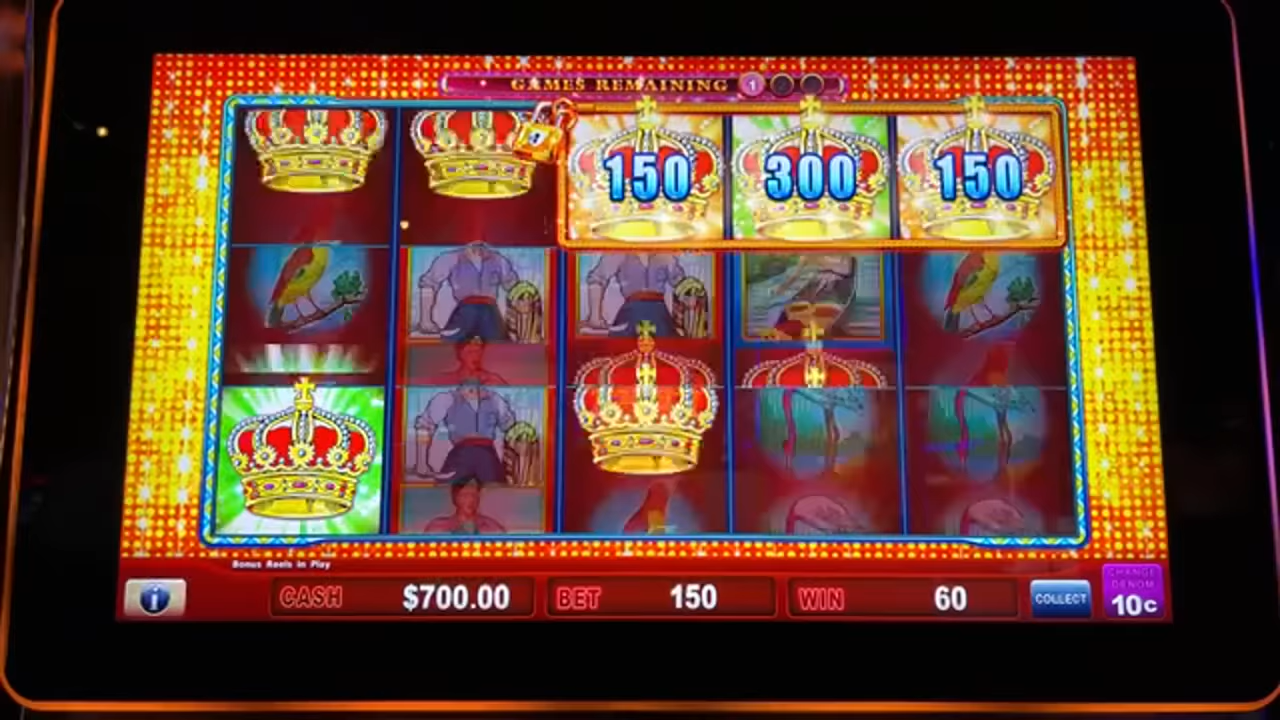 GAMES REMAINING 1
150 300 150
Bonus Reels in Play
CASH $700.00 BET 150 WIN 60 COLLECT
CHANGE
DENOM
10¢